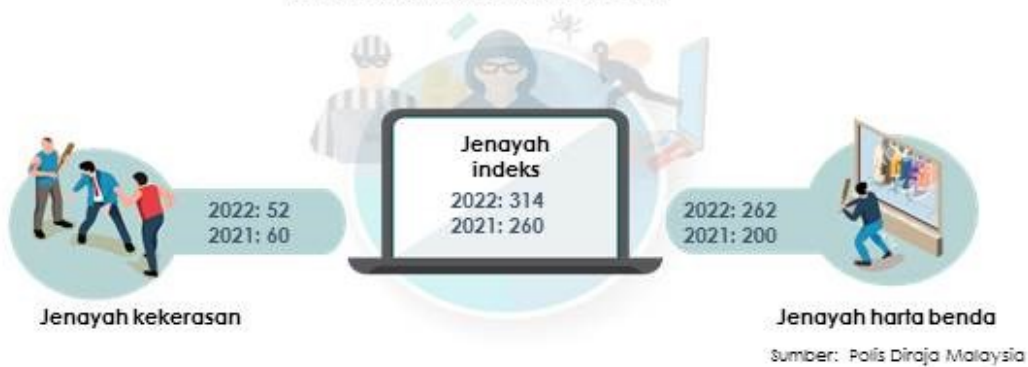 Jenayah
indeks
2022: 314
2021: 260
2022: 52
2021: 60
2022: 262
2021: 200
Jenayah kekerasan
Jenayah harta benda
Sumber: Polis Diraja Malaysia